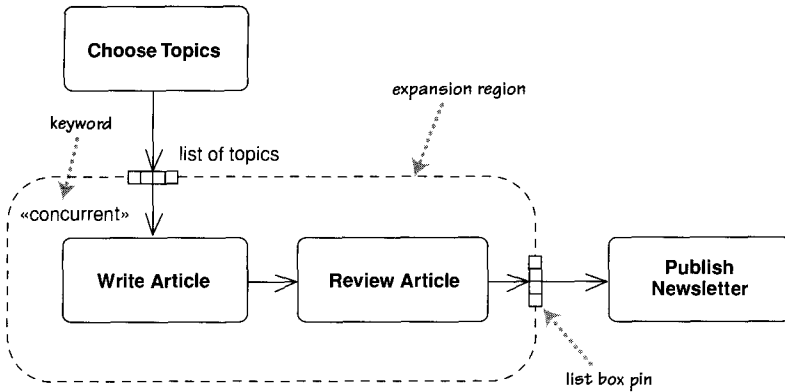 Choose Topics
expansion region
keyword
list of topics
«concurrent»
Write Article
Review Article
Publish
Newsletter
list box pin